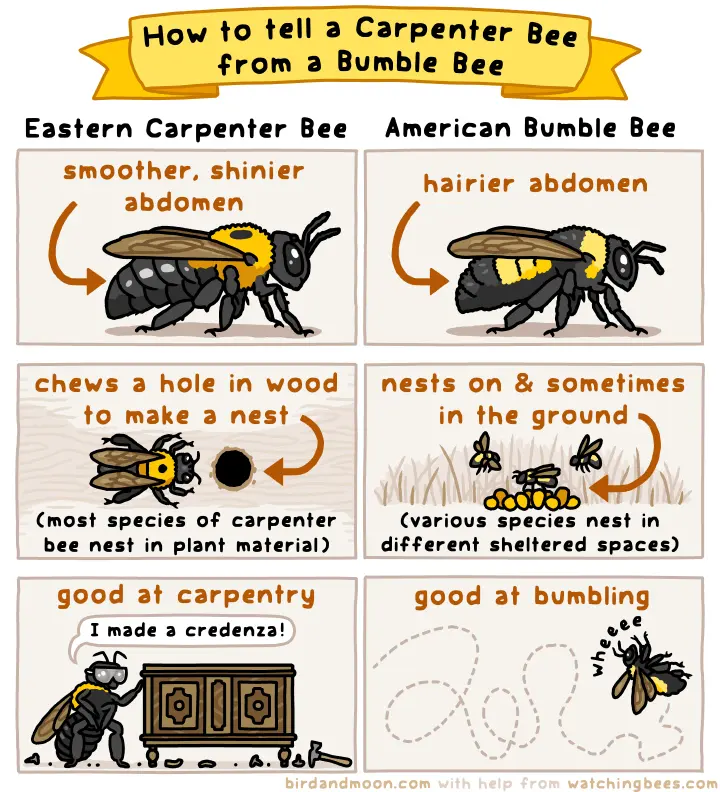 How to tell a Carpenter Bee
from a Bumble Bee
Eastern Carpenter Bee
American Bumble Bee
smoother, shinier
abdomen
hairier abdomen
chews a hole in wood
to make a nest
(most species of carpenter
bee nest in plant material)
nests on & sometimes
in the ground
(various species nest in
different sheltered spaces)
good at carpentry
I made a credenza!
good at bumbling
wheeee
birdandmoon.com with help from watchingbees.com